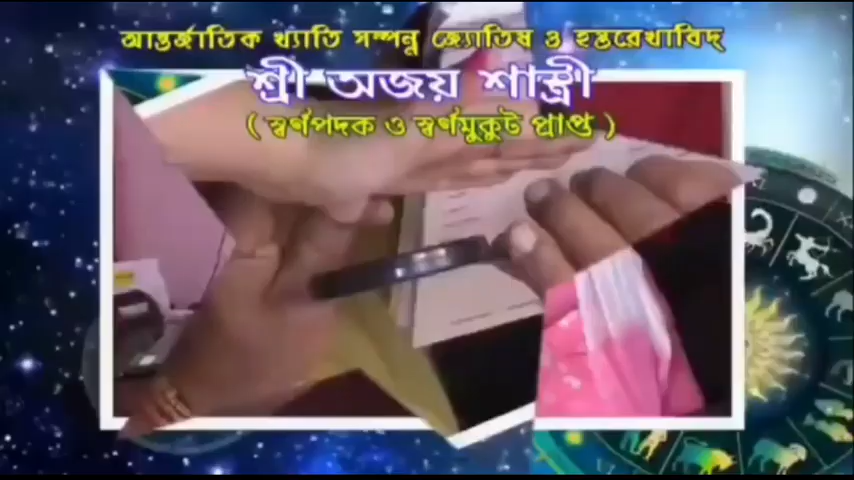 আন্তর্জাতিক খ্যাতি সম্পন্ন জ্যোতিষ ও হস্তরেখাবিদ্
শ্রী অজয় শাস্ত্রী
( স্বর্ণপদক ও স্বর্ণমুকুট প্রাপ্ত )